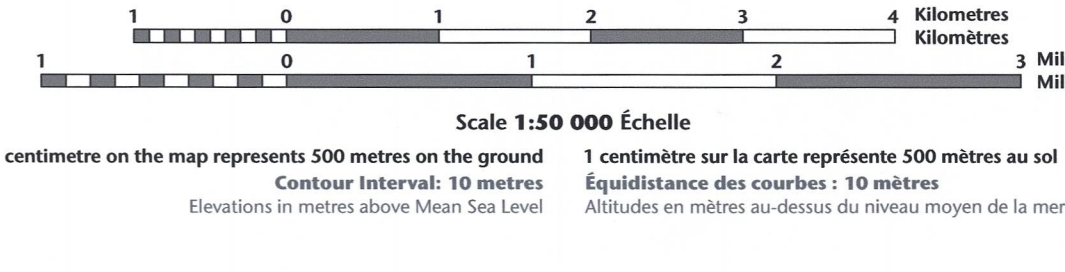 1 0 1 2 3 4 Kilometres
Kilomètres
1 0 1 2 3 Mil
Mil
Scale 1:50 000 Échelle
centimetre on the map represents 500 metres on the ground 1 centimètre sur la carte représente 500 mètres au sol
Contour Interval: 10 metres Équidistance des courbes : 10 mètres
Elevations in metres above Mean Sea Level Altitudes en mètres au-dessus du niveau moyen de la mer